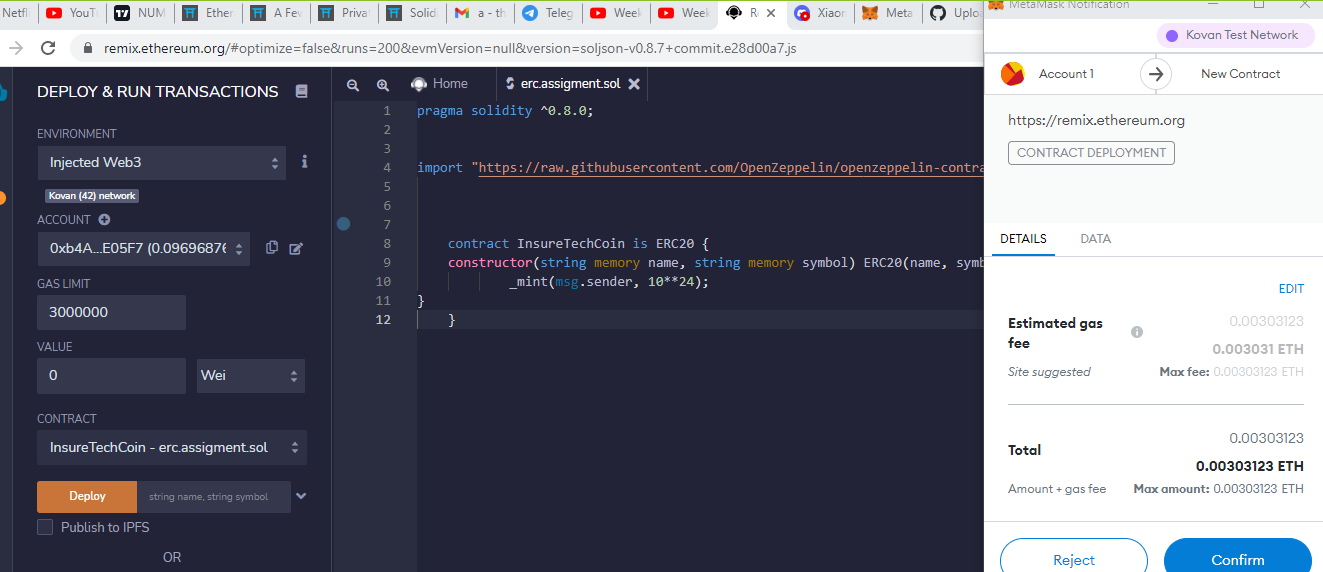 Netfl
YouT
NUM
Ether
A Few
Priva
Solid
a - th
Teleg
Week
Week
R
Xiaor
Meta
Uploa
remix.ethereum.org/#optimize=false&runs=200&evmVersion=null&version=soljson-v0.8.7+commit.e28d00a7.js
DEPLOY & RUN TRANSACTIONS
ENVIRONMENT
Injected Web3
Kovan (42) network
ACCOUNT
0xb4A...E05F7 (0.09696876
GAS LIMIT
3000000
VALUE
0
Wei
CONTRACT
InsureTechCoin - erc.assigment.sol
Deploy
string name, string symbol
Publish to IPFS
OR
Home
erc.assigment.sol
1 pragma solidity ^0.8.0;
2
3
4 import "https://raw.githubusercontent.com/OpenZeppelin/openzeppelin-contra
5
6
7
8 contract InsureTechCoin is ERC20 {
9 constructor(string memory name, string memory symbol) ERC20(name, symb
10 _mint(msg.sender, 10**24);
11 }
12 }
MetaMask Notification
Kovan Test Network
Account 1
New Contract
https://remix.ethereum.org
CONTRACT DEPLOYMENT
DETAILS
DATA
EDIT
Estimated gas fee
0.00303123
0.003031 ETH
Site suggested
Max fee: 0.00303123 ETH
Total
0.00303123
0.00303123 ETH
Amount + gas fee
Max amount: 0.00303123 ETH
Reject
Confirm